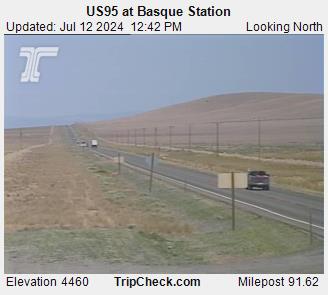 US95 at Basque Station
Updated: Jul 12 2024 12:42 PM Looking North
Elevation 4460 TripCheck.com Milepost 91.62